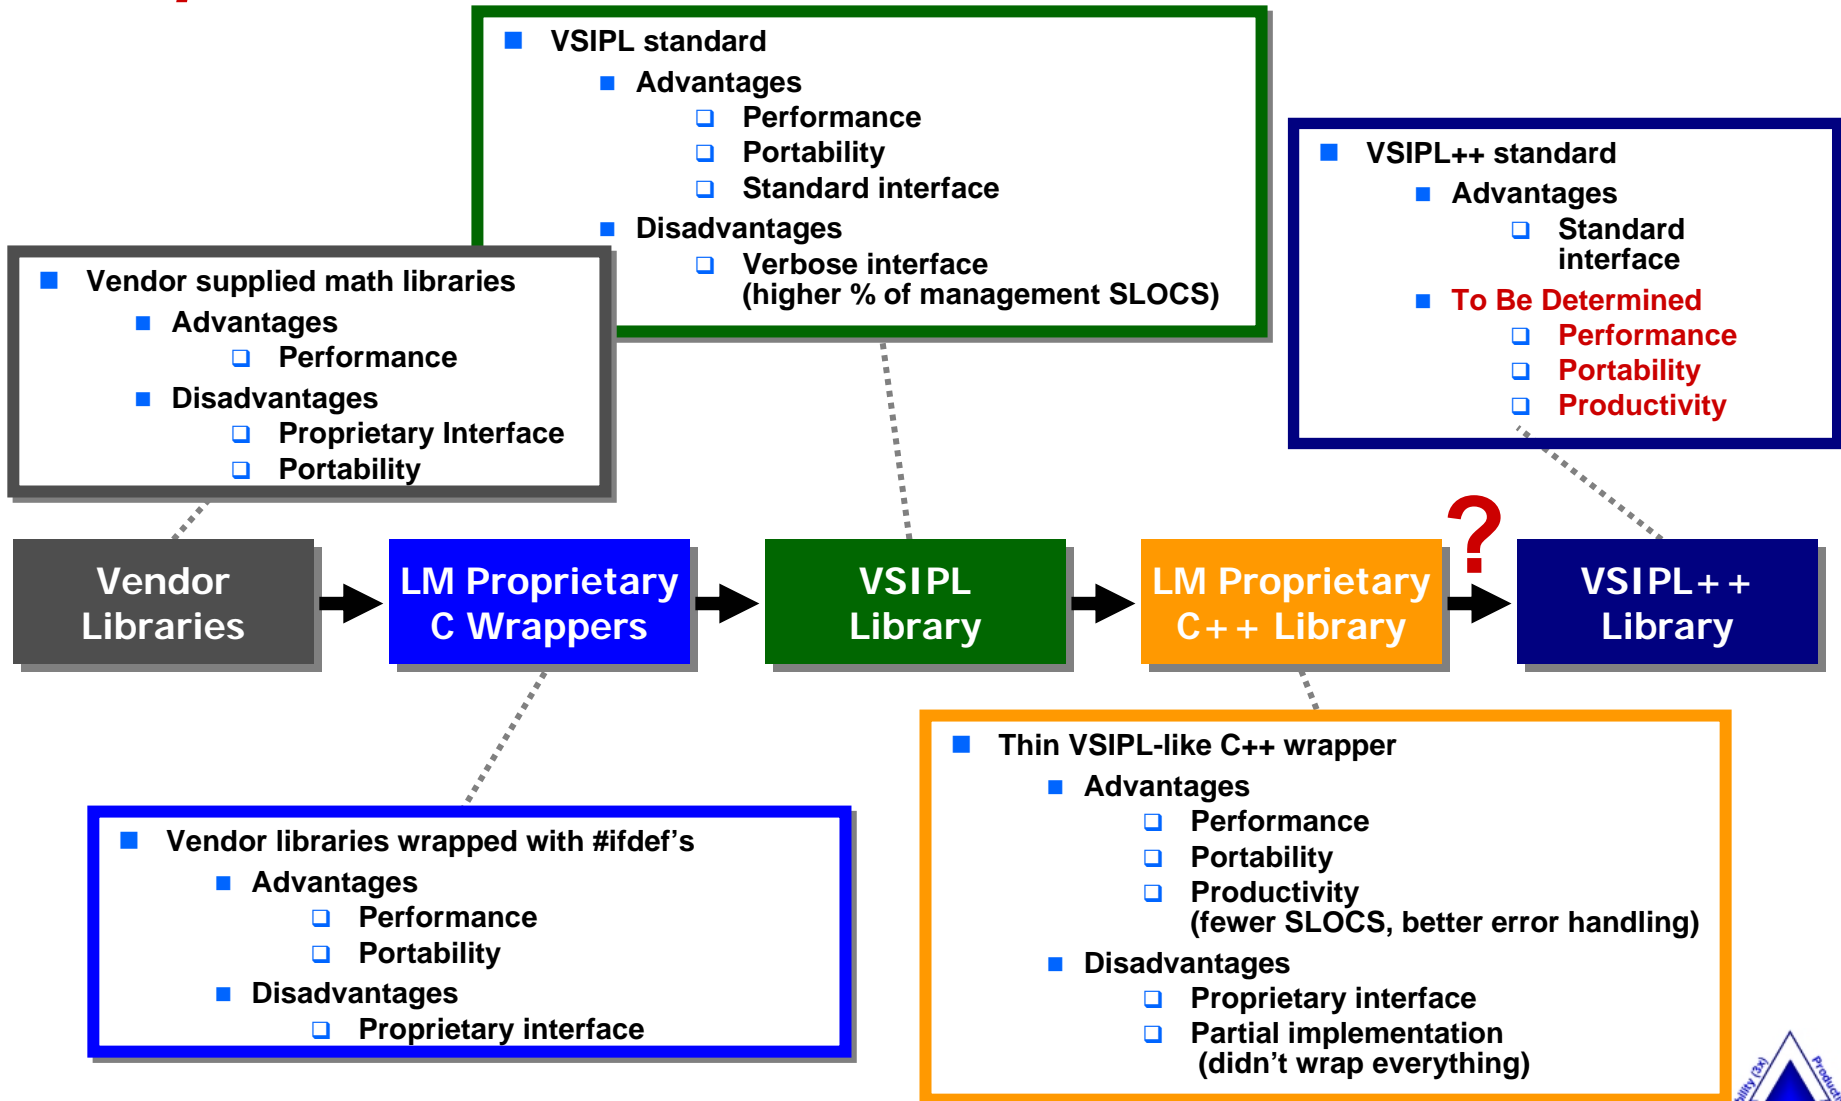 VSIPL standard
Advantages
Performance
Portability
Standard interface
Disadvantages
Verbose interface
(higher % of management SLOCS)
VSIPL++ standard
Advantages
Standard
interface
To Be Determined
Performance
Portability
Productivity
Vendor supplied math libraries
Advantages
Performance
Disadvantages
Proprietary Interface
Portability
?
Vendor
Libraries
LM Proprietary
C Wrappers
VSIPL
Library
LM Proprietary
C++ Library
VSIPL++
Library
Vendor libraries wrapped with #ifdef’s
Advantages
Performance
Portability
Disadvantages
Proprietary interface
Thin VSIPL-like C++ wrapper
Advantages
Performance
Portability
Productivity
(fewer SLOCS, better error handling)
Disadvantages
Proprietary interface
Partial implementation
(didn’t wrap everything)